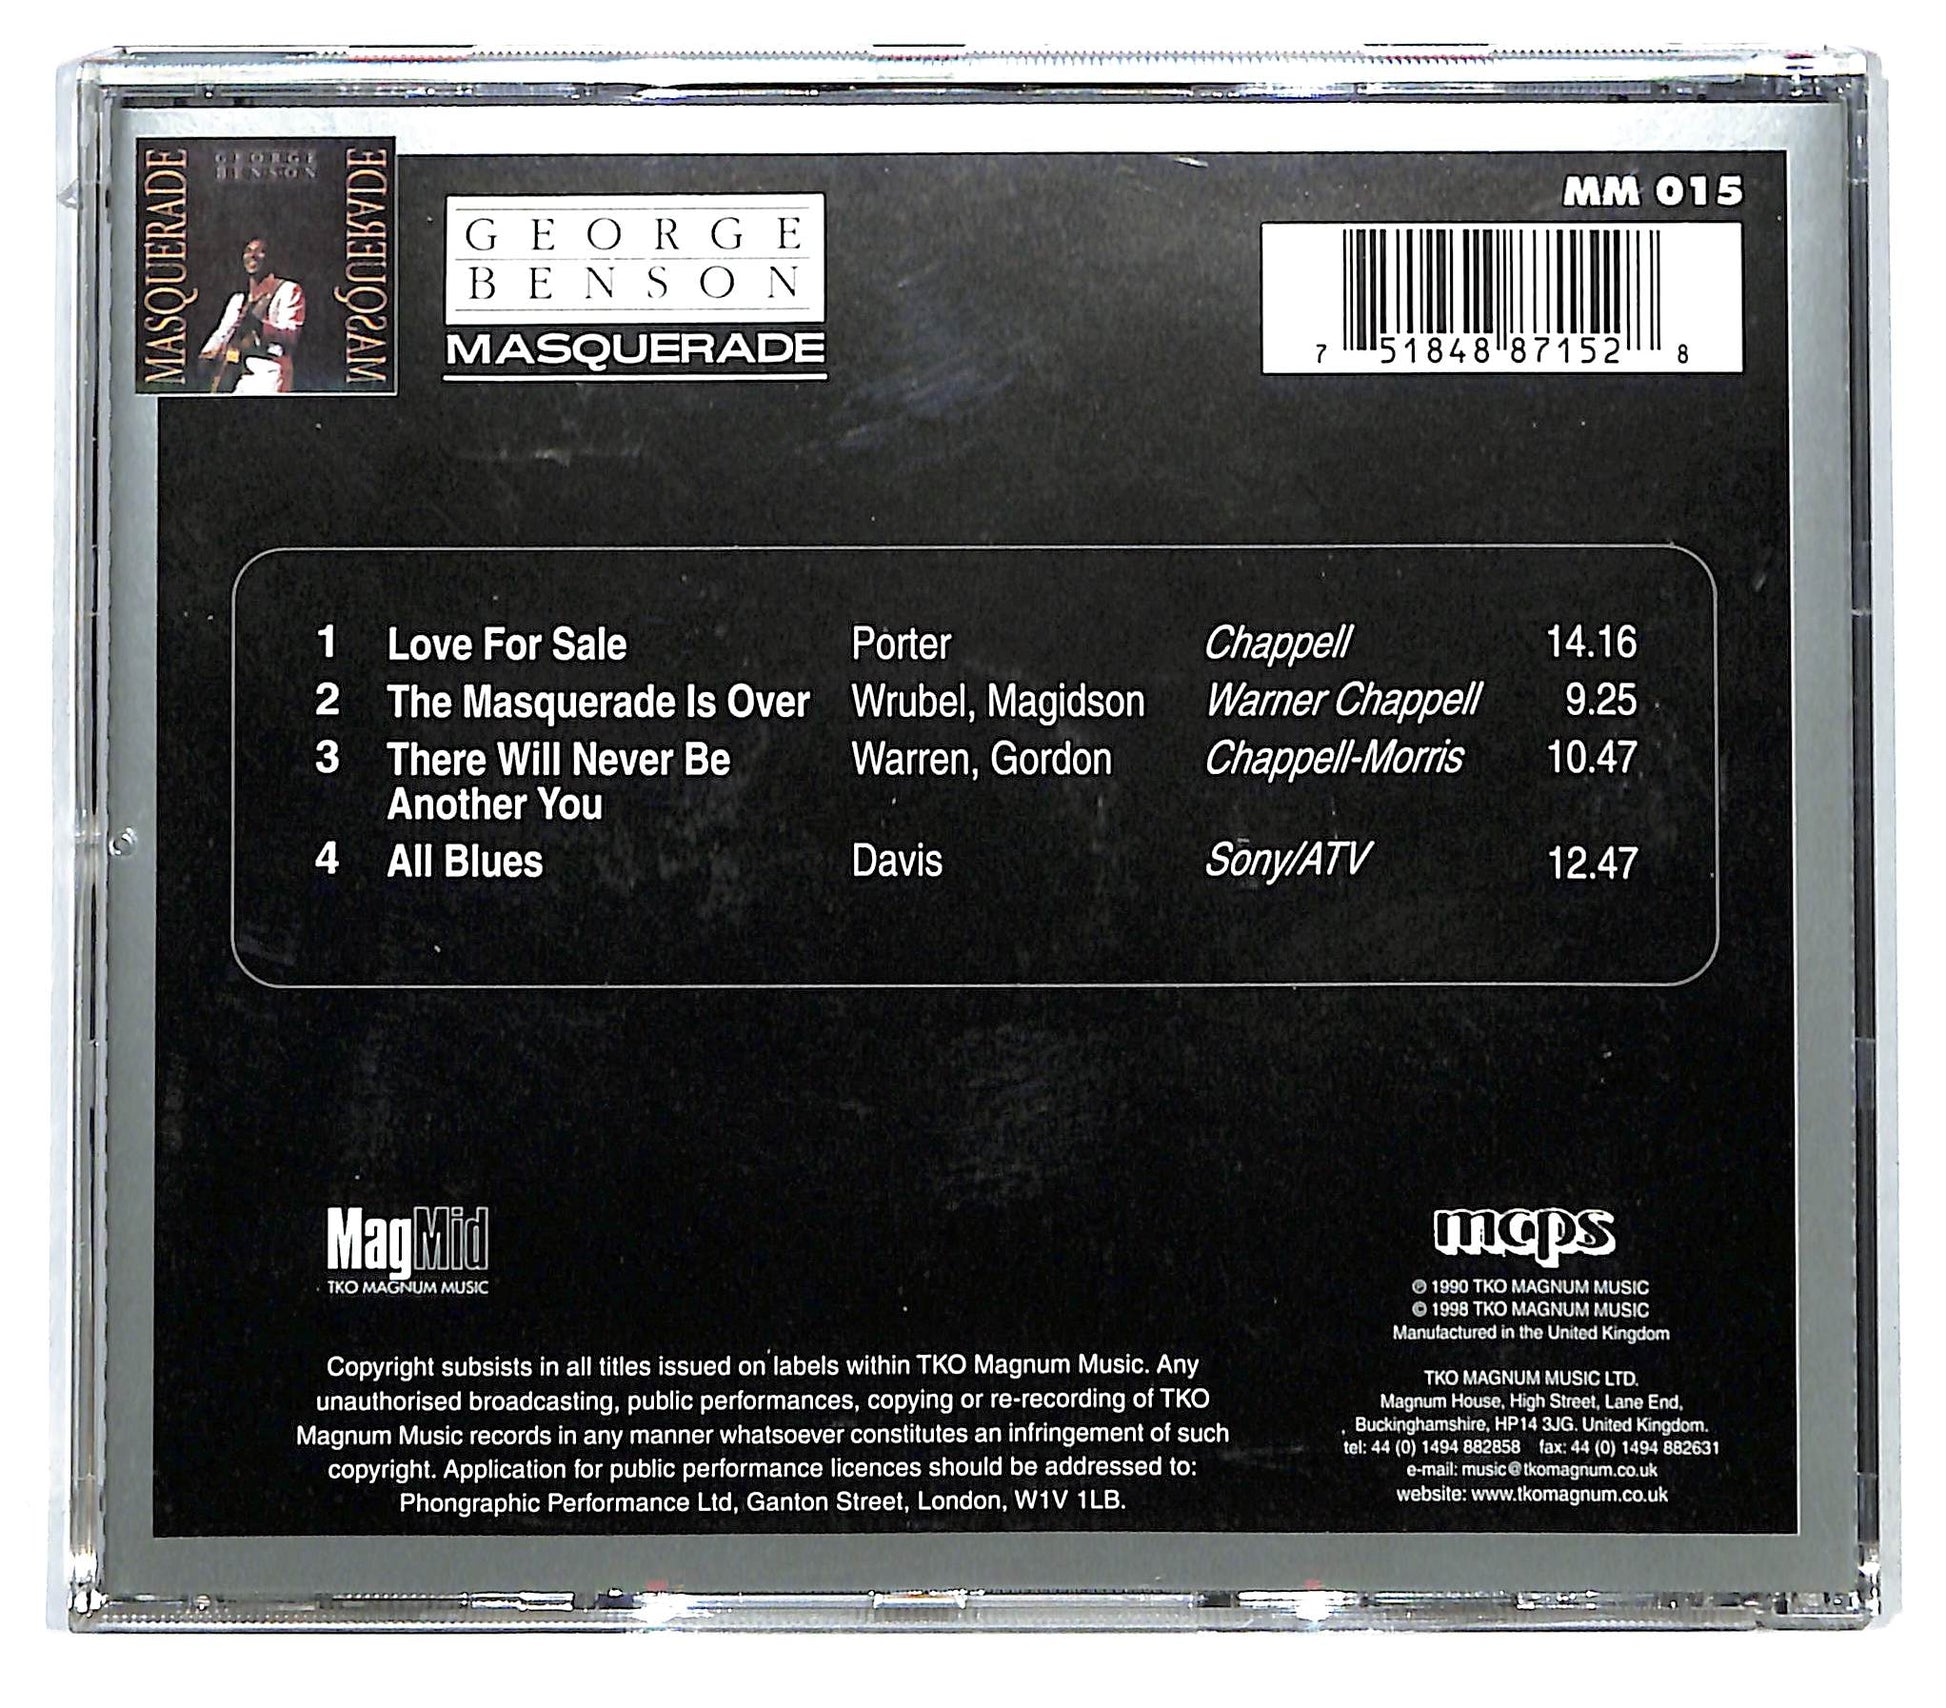 MASQUERADE
GEORGE
BENSON
MASQUERADE
GEORGE
BENSON
MASQUERADE
MM 015
7 51848 87152 8
1 Love For Sale Porter Chappell 14.16
2 The Masquerade Is Over Wrubel, Magidson Warner Chappell 9.25
3 There Will Never Be Warren, Gordon Chappell-Morris 10.47
Another You
4 All Blues Davis Sony/ATV 12.47
MagMid
TKO MAGNUM MUSIC
Copyright subsists in all titles issued on labels within TKO Magnum Music. Any
unauthorised broadcasting, public performances, copying or re-recording of TKO
Magnum Music records in any manner whatsoever constitutes an infringement of such
copyright. Application for public performance licences should be addressed to:
Phongraphic Performance Ltd, Ganton Street, London, W1V 1LB.
mcps
℗ 1990 TKO MAGNUM MUSIC
© 1998 TKO MAGNUM MUSIC
Manufactured in the United Kingdom
TKO MAGNUM MUSIC LTD.
Magnum House, High Street, Lane End,
Buckinghamshire, HP14 3JG. United Kingdom.
tel: 44 (0) 1494 882858 fax: 44 (0) 1494 882631
e-mail: music@tkomagnum.co.uk
website: www.tkomagnum.co.uk